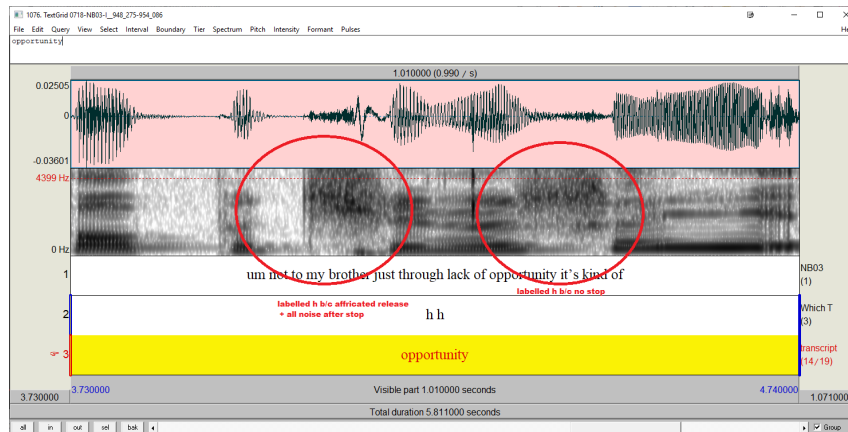 1076. TextGrid 0718-NB03-I__948_275-954_086
File Edit Query View Select Interval Boundary Tier Spectrum Pitch Intensity Formant Pulses He
opportunity
1.010000 (0.990 / s)
0.02505
0
-0.03601
4399 Hz
0 Hz
1 um not to my brother just through lack of opportunity it's kind of NB03 (1)
labelled h b/c affricated release
+ all noise after stop
labelled h b/c no stop
2 h h Which T (3)
3 opportunity transcript (14/19)
3.730000 4.740000
3.730000 Visible part 1.010000 seconds 1.071000
Total duration 5.811000 seconds
all in out sel bak Group